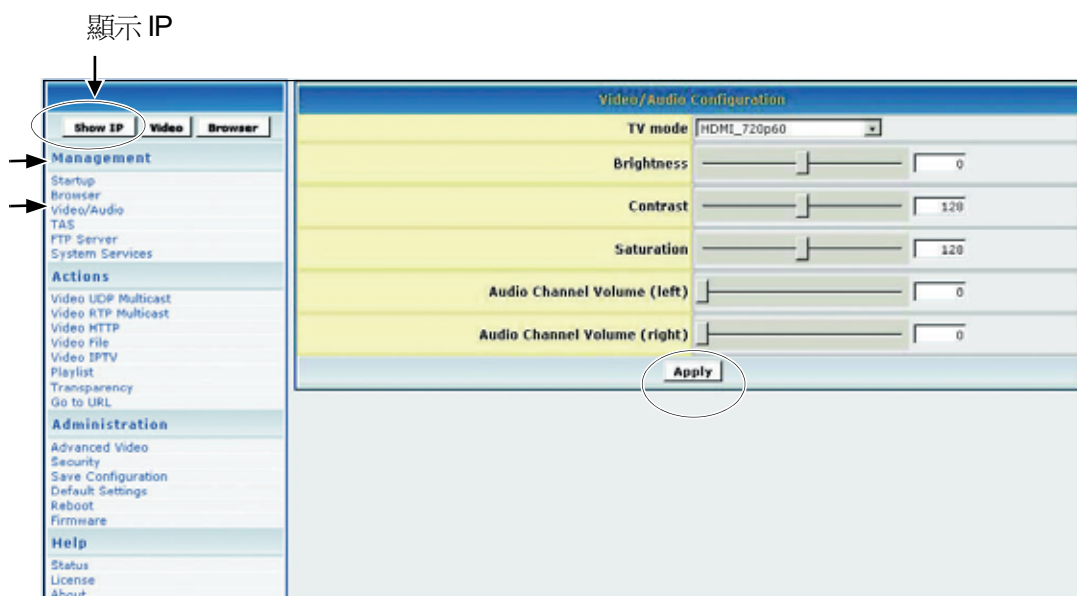 顯示 IP
Show IP Video Browser
Management
Startup
Browser
Video/Audio
TAS
FTP Server
System Services
Actions
Video UDP Multicast
Video RTP Multicast
Video HTTP
Video File
Video IPTV
Playlist
Transparency
Go to URL
Administration
Advanced Video
Security
Save Configuration
Default Settings
Reboot
Firmware
Help
Status
License
About
Video/Audio Configuration
TV mode HDMI_720p60
Brightness 0
Contrast 128
Saturation 128
Audio Channel Volume (left) 0
Audio Channel Volume (right) 0
Apply